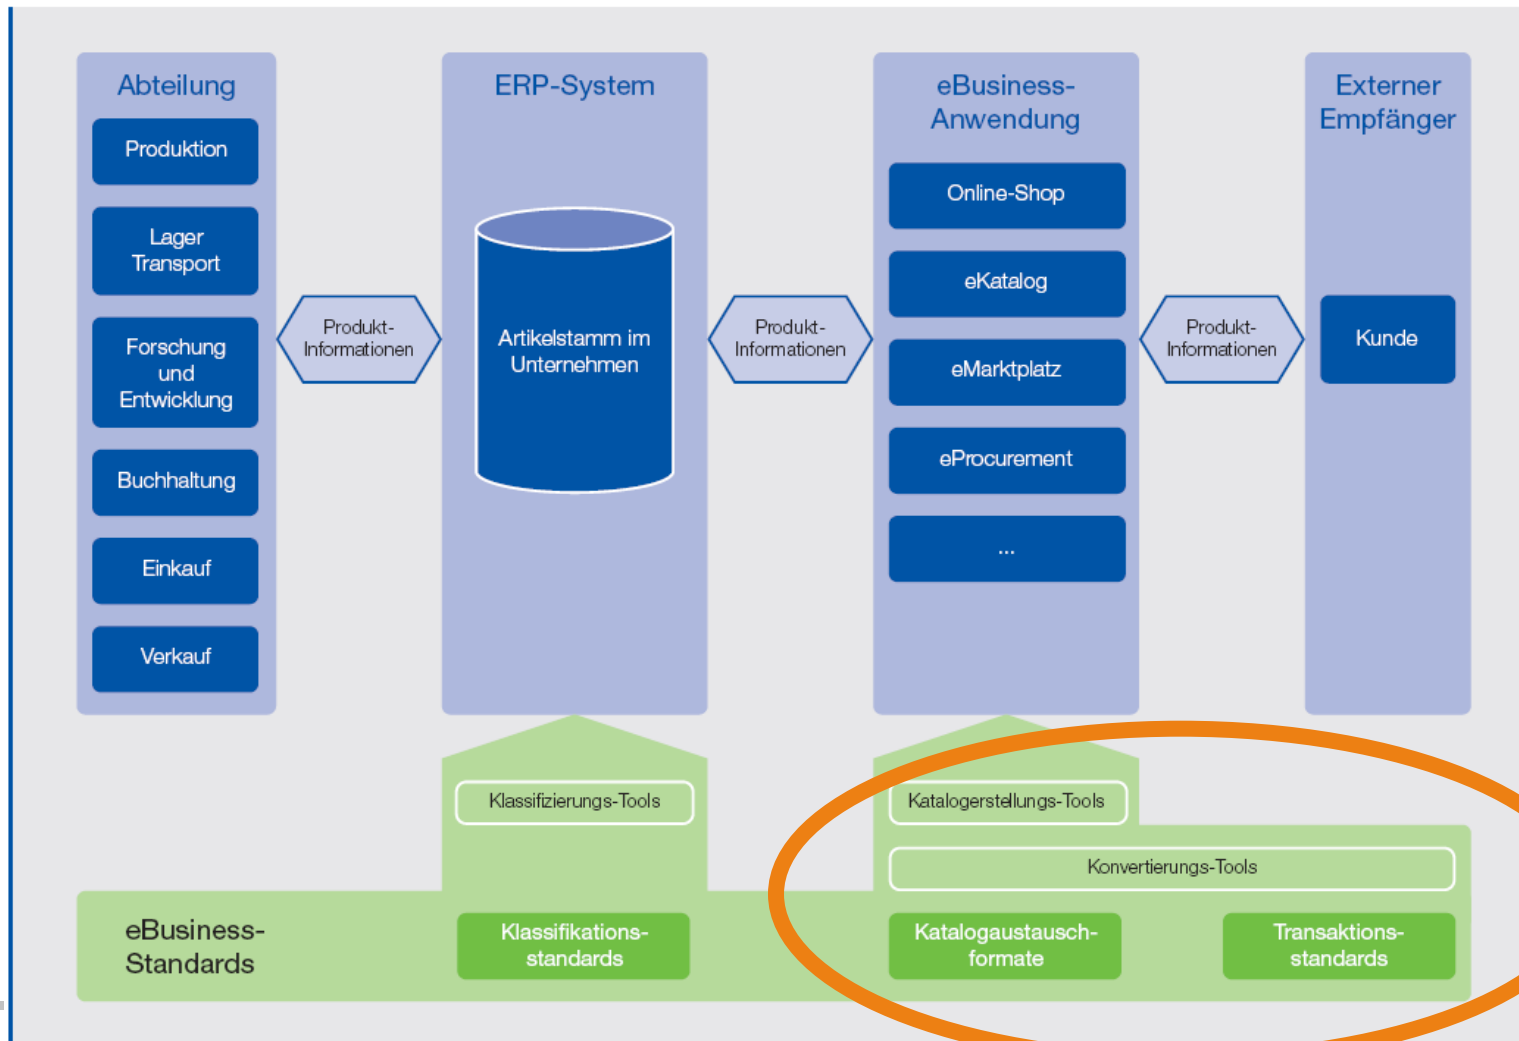 Abteilung
Produktion
Lager
Transport
Forschung
und
Entwicklung
Buchhaltung
Einkauf
Verkauf
Produkt-
Informationen
ERP-System
Artikelstamm im
Unternehmen
Produkt-
Informationen
eBusiness-
Anwendung
Online-Shop
eKatalog
eMarktplatz
eProcurement
...
Produkt-
Informationen
Externer
Empfänger
Kunde
Klassifizierungs-Tools
Katalogerstellungs-Tools
Konvertierungs-Tools
eBusiness-
Standards
Klassifikations-
standards
Katalogaustausch-
formate
Transaktions-
standards